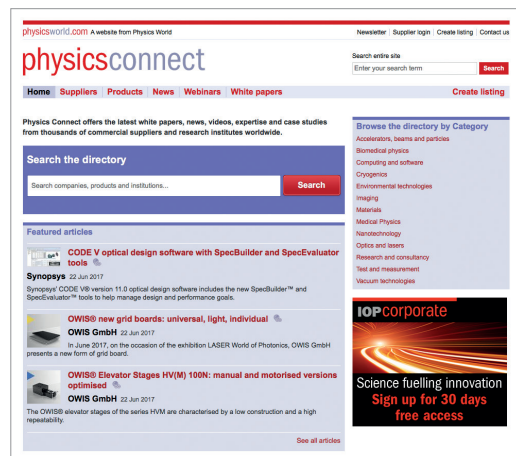 physicsworld.com A website from Physics World
Newsletter | Supplier login | Create listing | Contact us
physicsconnect
Search entire site
Enter your search term
Search
Home Suppliers | Products | News | Webinars | White papers
Create listing
Physics Connect offers the latest white papers, news, videos, expertise and case studies
from thousands of commercial suppliers and research institutes worldwide.
Search the directory
Search companies, products and institutions...
Search
Featured articles
CODE V optical design software with SpecBuilder and SpecEvaluator
tools
Synopsys 22 Jun 2017
Synopsys' CODE V® version 11.0 optical design software includes the new SpecBuilder™ and
SpecEvaluator™ tools to help manage design and performance goals.
OWIS® new grid boards: universal, light, individual
OWIS GmbH 22 Jun 2017
In June 2017, on the occasion of the exhibition LASER World of Photonics, OWIS GmbH
presents a new form of grid board.
OWIS® Elevator Stages HV(M) 100N: manual and motorised versions
optimised
OWIS GmbH 22 Jun 2017
The OWIS® elevator stages of the series HVM are characterised by a low construction and a high
repeatability.
See all articles
Browse the directory by Category
Accelerators, beams and particles
Biomedical physics
Computing and software
Cryogenics
Environmental technologies
Imaging
Materials
Medical Physics
Nanotechnology
Optics and lasers
Research and consultancy
Test and measurement
Vacuum technologies
IOPcorporate
Science fuelling innovation
Sign up for 30 days
free access